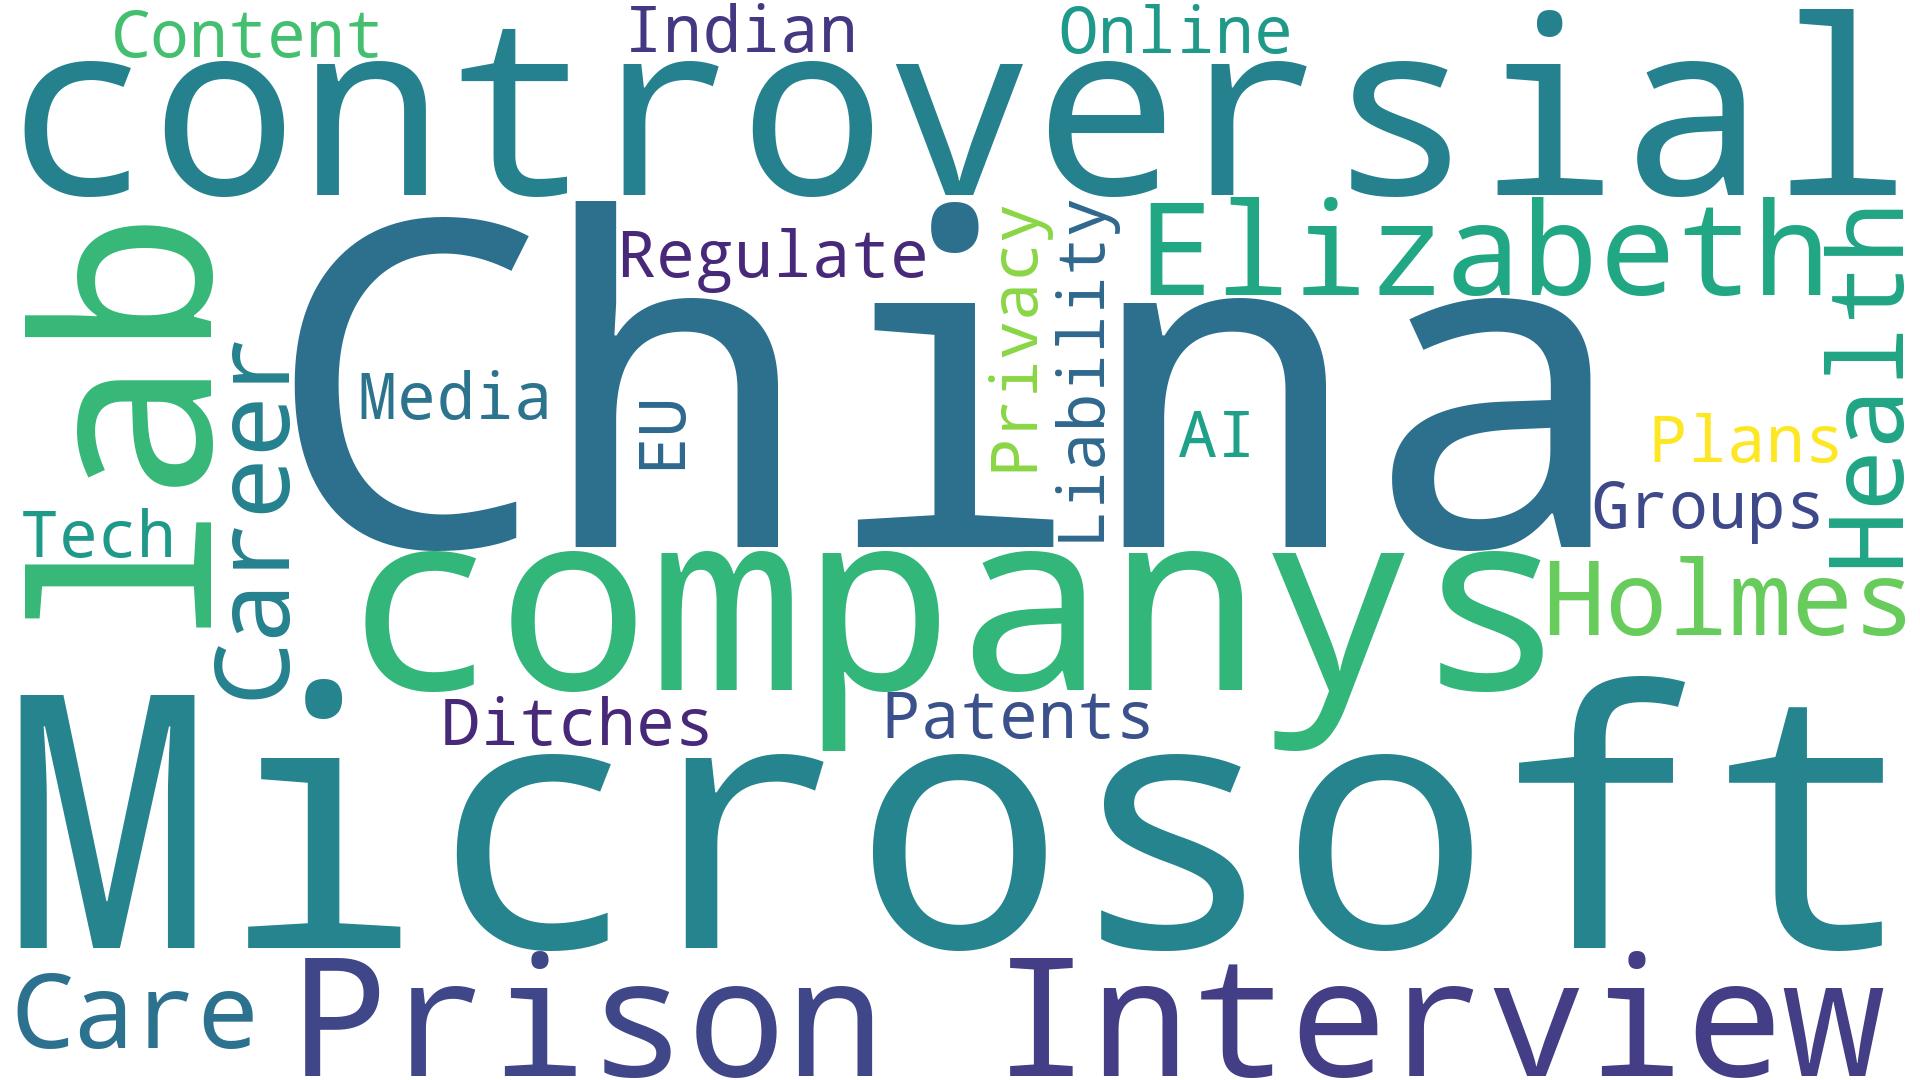 Content
Indian
Online
controversial
lab
Career
China
Regulate
Privacy
Liability
Elizabeth
Health
Media
EU
AI
Plans
Groups
Tech
companys
Holmes
Ditches
Patents
Microsoft
Care
Prison Interview